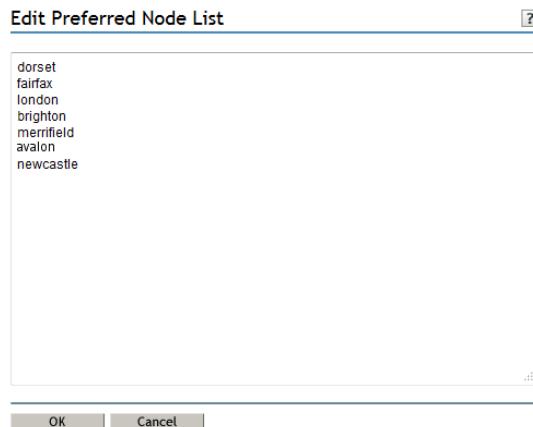 Edit Preferred Node List
?
dorset
fairfax
london
brighton
merrifield
avalon
newcastle
OK Cancel